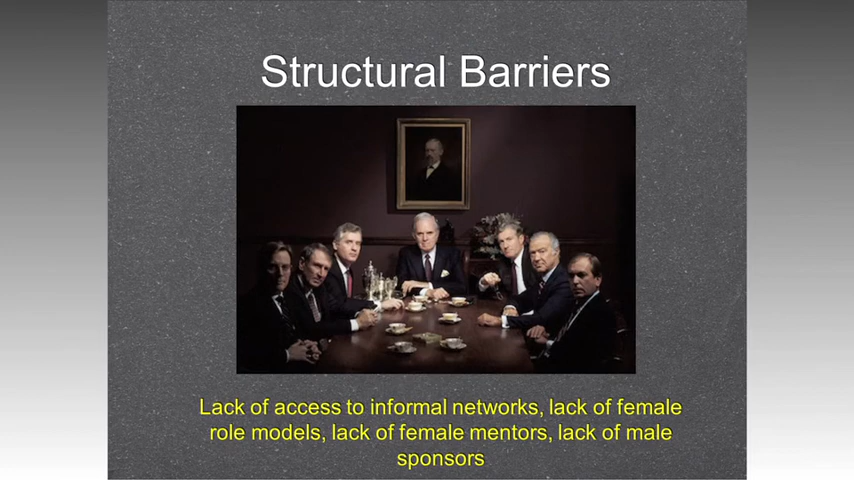 Structural Barriers
Lack of access to informal networks, lack of female
role models, lack of female mentors, lack of male
sponsors